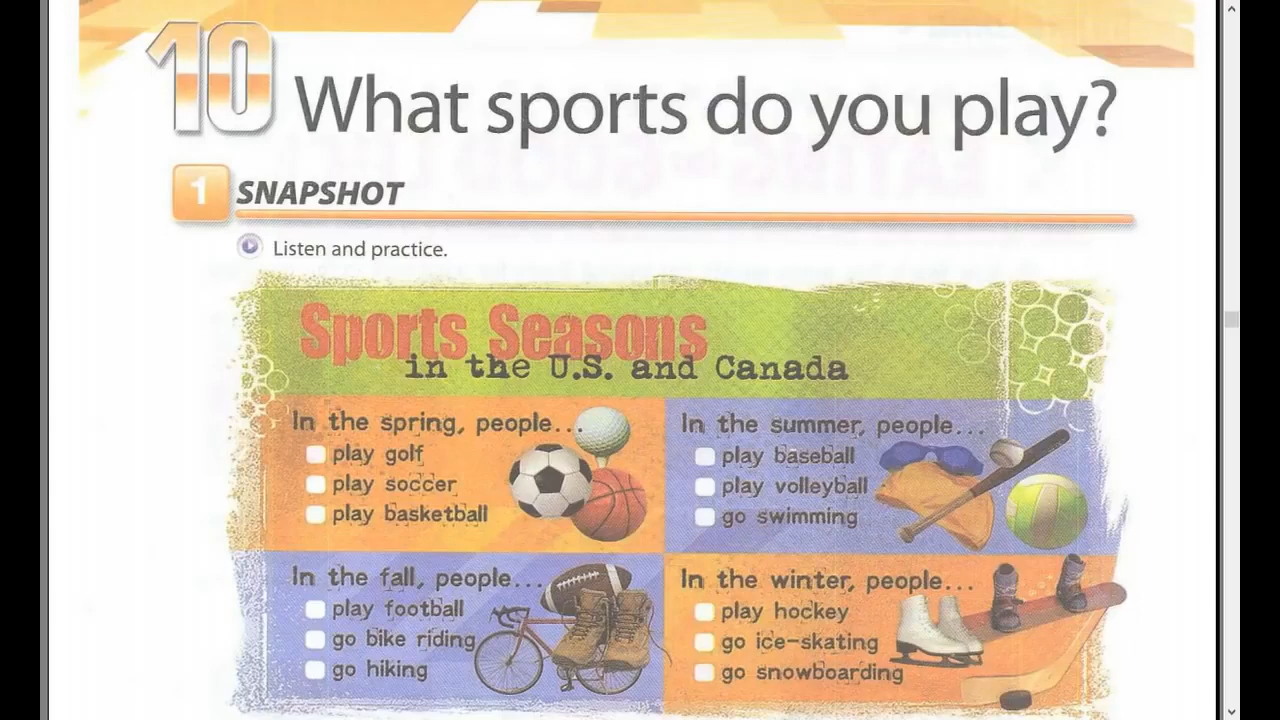 10 What sports do you play?
1 SNAPSHOT
Listen and practice.
Sports Seasons
in the U.S. and Canada
In the spring, people...
play golf
play soccer
play basketball
In the summer, people...
play baseball
play volleyball
go swimming
In the fall, people...
play football
go bike riding
go hiking
In the winter, people...
play hockey
go ice-skating
go snowboarding